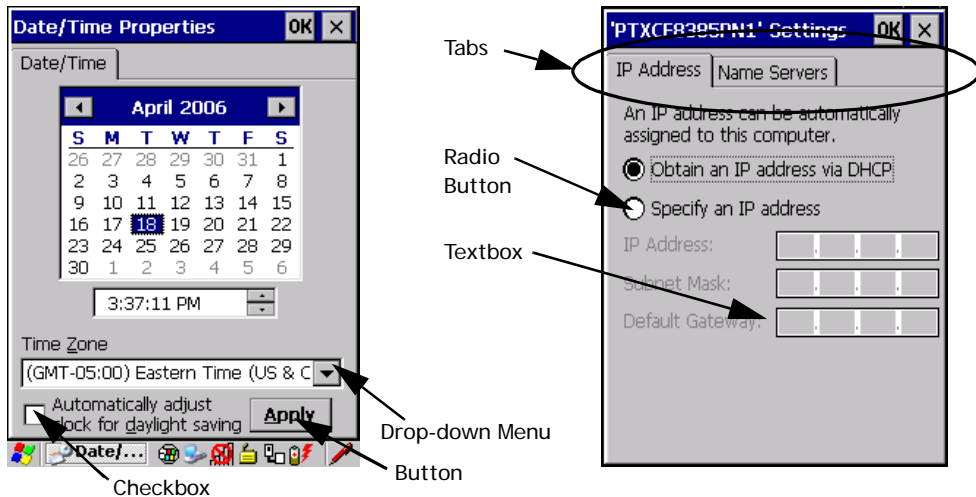 Date/Time Properties OK ×
Date/Time
April 2006
S M T W T F S
26 27 28 29 30 31 1
2 3 4 5 6 7 8
9 10 11 12 13 14 15
16 17 18 19 20 21 22
23 24 25 26 27 28 29
30 1 2 3 4 5 6
3:37:11 PM
Time Zone
(GMT-05:00) Eastern Time (US & C
Automatically adjust
clock for daylight saving
Apply
Date/...
Checkbox
Button
Drop-down Menu
Tabs
Radio
Button
Textbox
'PTXCF8385PN1' Settings OK ×
IP Address
Name Servers
An IP address can be automatically
assigned to this computer.
Obtain an IP address via DHCP
Specify an IP address
IP Address:
Subnet Mask:
Default Gateway: